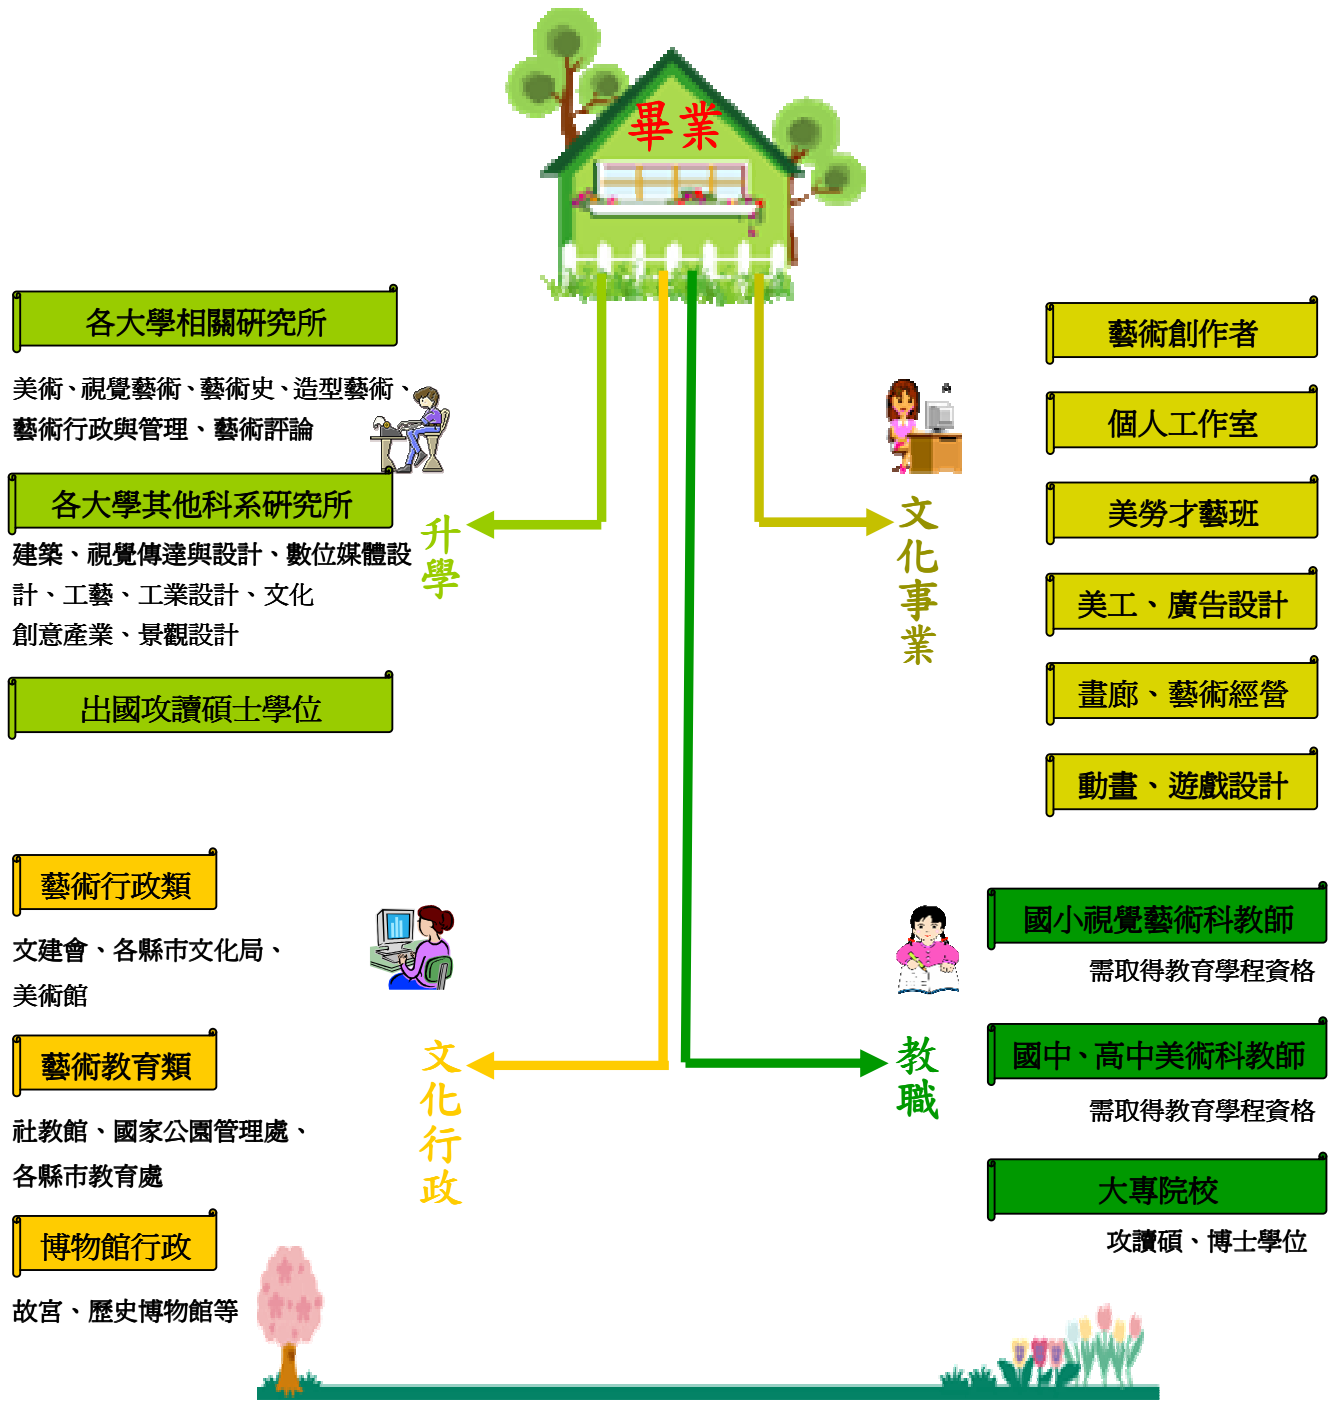 畢業
各大學相關研究所
美術、視覺藝術、藝術史、造型藝術、
藝術行政與管理、藝術評論
各大學其他科系研究所
建築、視覺傳達與設計、數位媒體設
計、工藝、工業設計、文化
創意產業、景觀設計
出國攻讀碩士學位
升學
文化事業
藝術創作者
個人工作室
美勞才藝班
美工、廣告設計
畫廊、藝術經營
動畫、遊戲設計
藝術行政類
文建會、各縣市文化局、
美術館
藝術教育類
社教館、國家公園管理處、
各縣市教育處
博物館行政
故宮、歷史博物館等
文化行政
教職
國小視覺藝術科教師
需取得教育學程資格
國中、高中美術科教師
需取得教育學程資格
大專院校
攻讀碩、博士學位